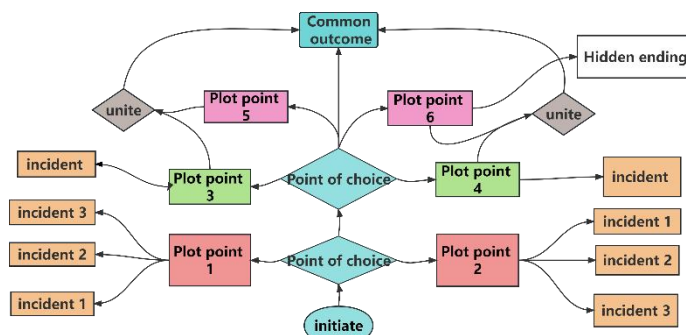 Common
outcome
Hidden ending
Plot point
5
Plot point
6
unite
unite
incident
Plot point
3
Point of choice
Plot point
4
incident
incident 3
incident 2
incident 1
Plot point
1
Point of choice
Plot point
2
incident 1
incident 2
incident 3
initiate